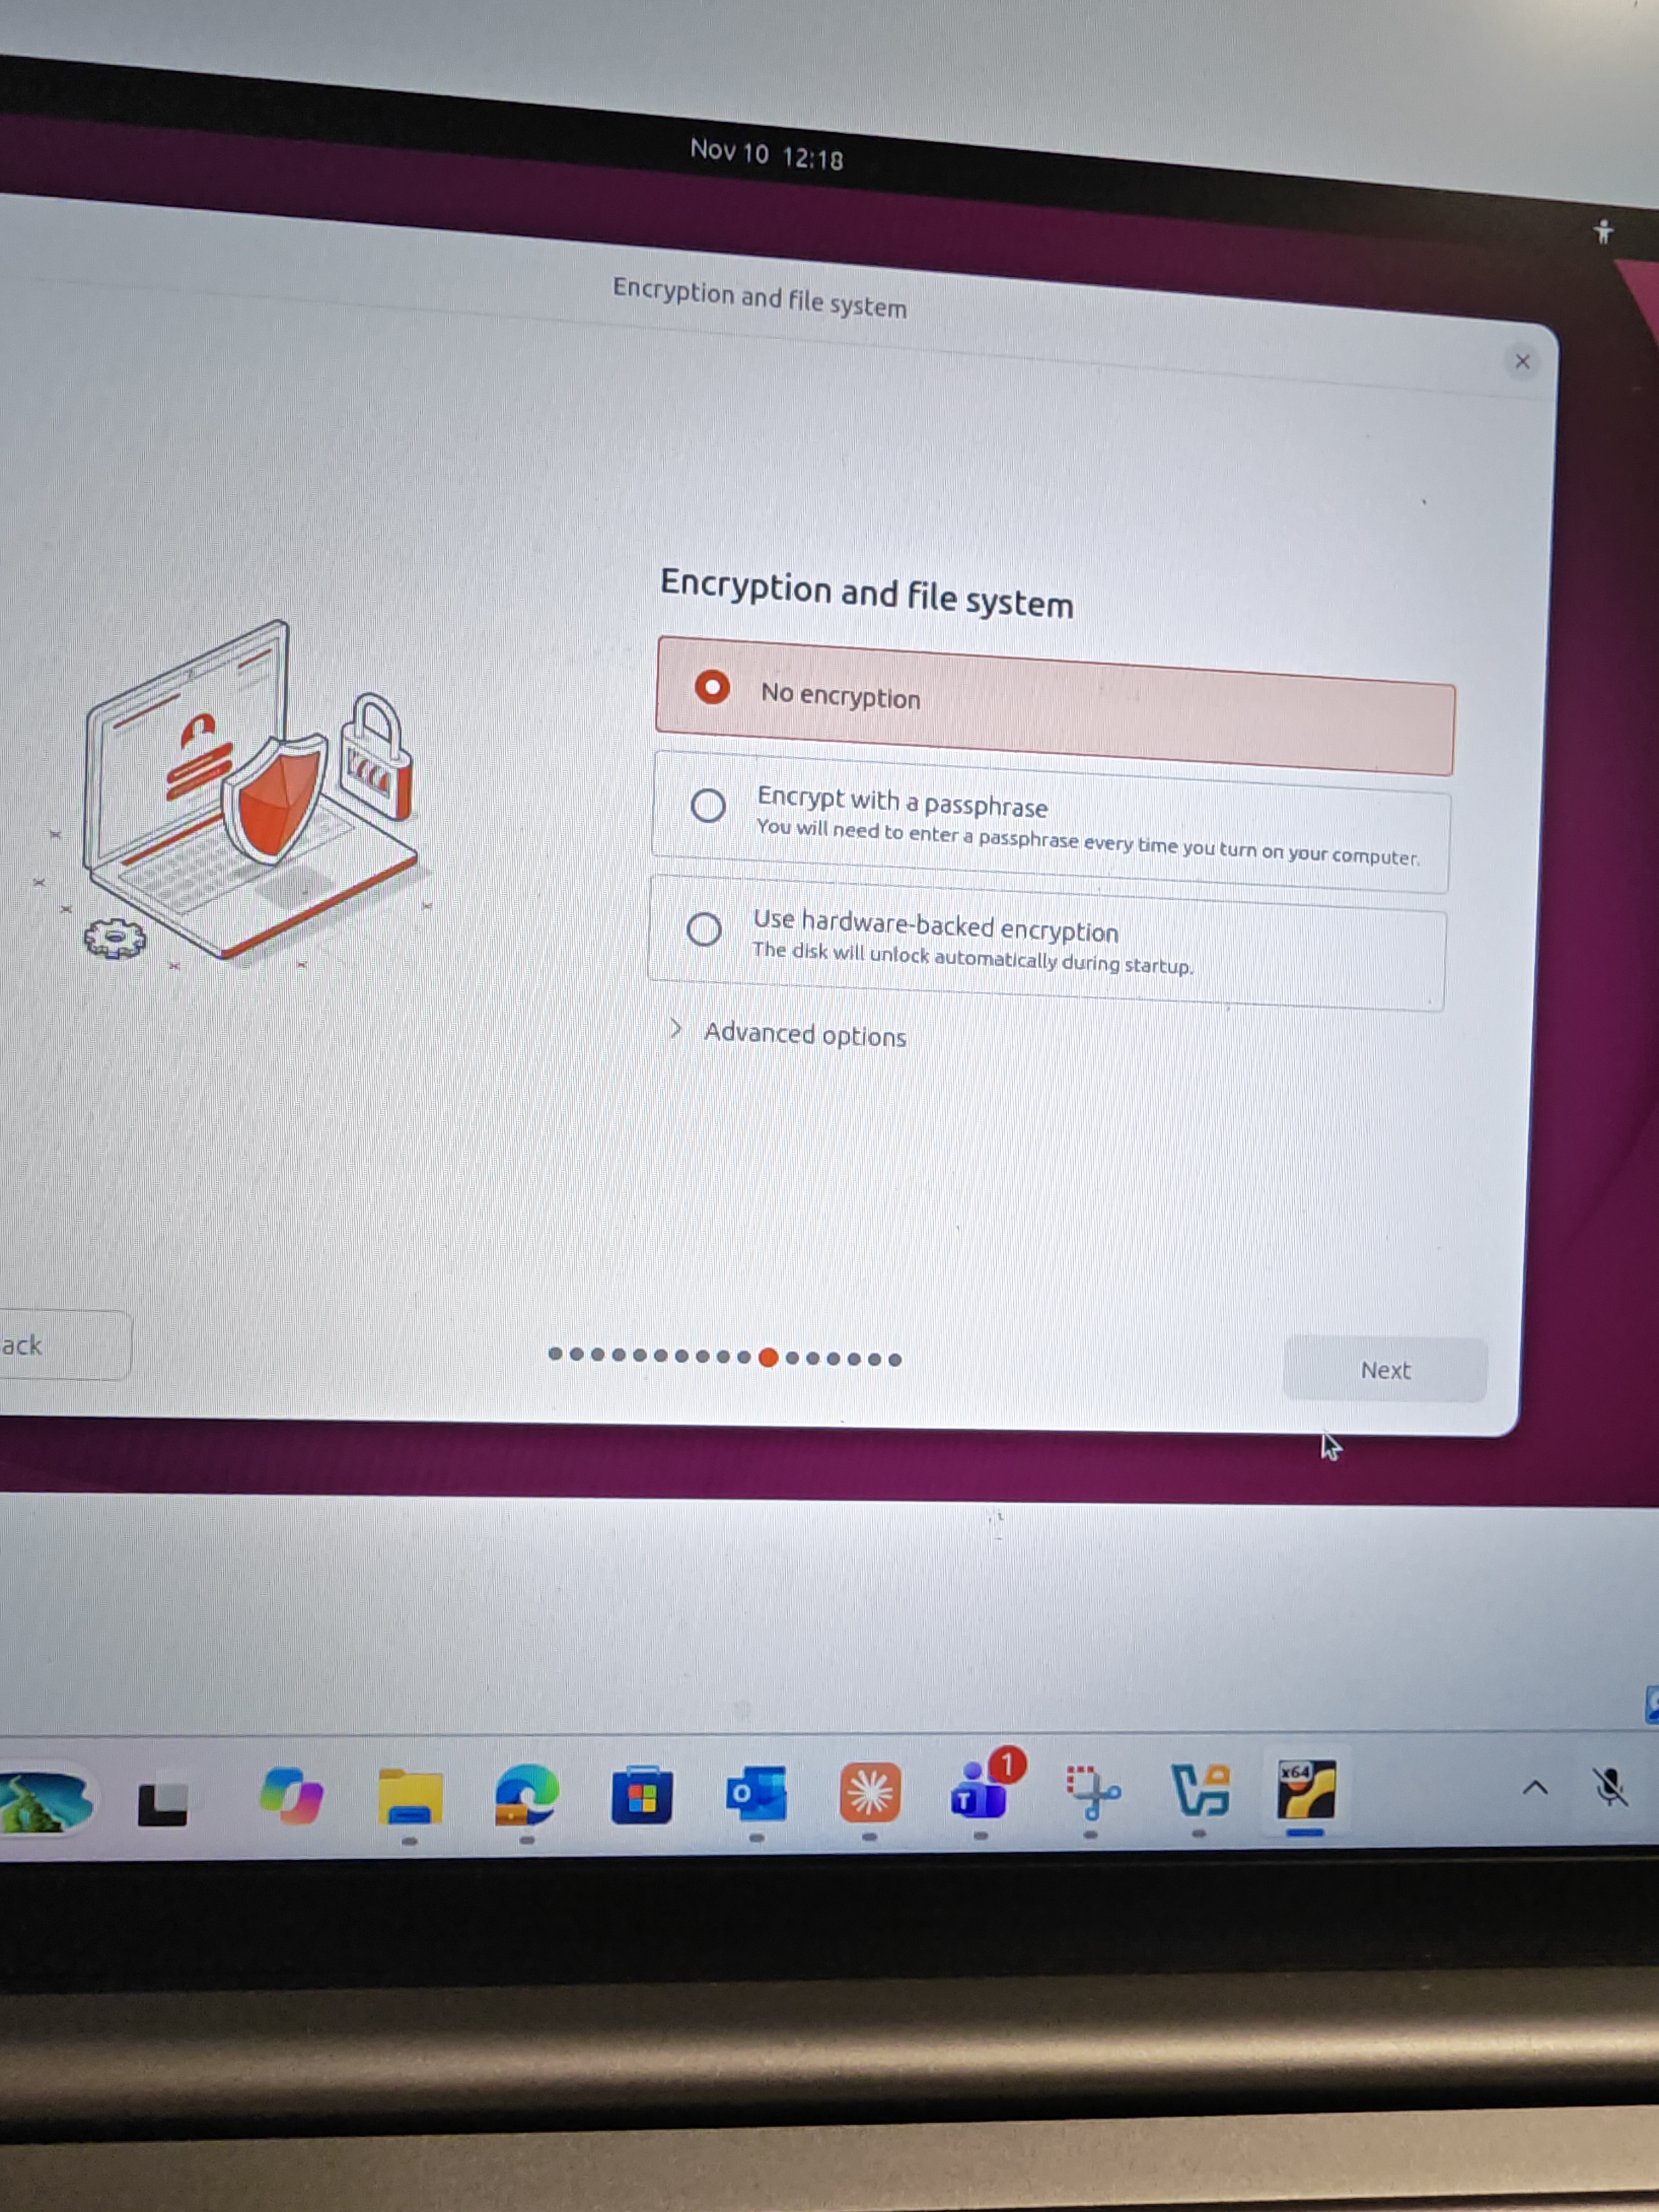 Nov 10 12:18
Encryption and file system
Encryption and file system
No encryption
Encrypt with a passphrase
You will need to enter a passphrase every time you turn on your computer.
Use hardware-backed encryption
The disk will unlock automatically during startup.
Advanced options
ack
Next
1
O
T
x64